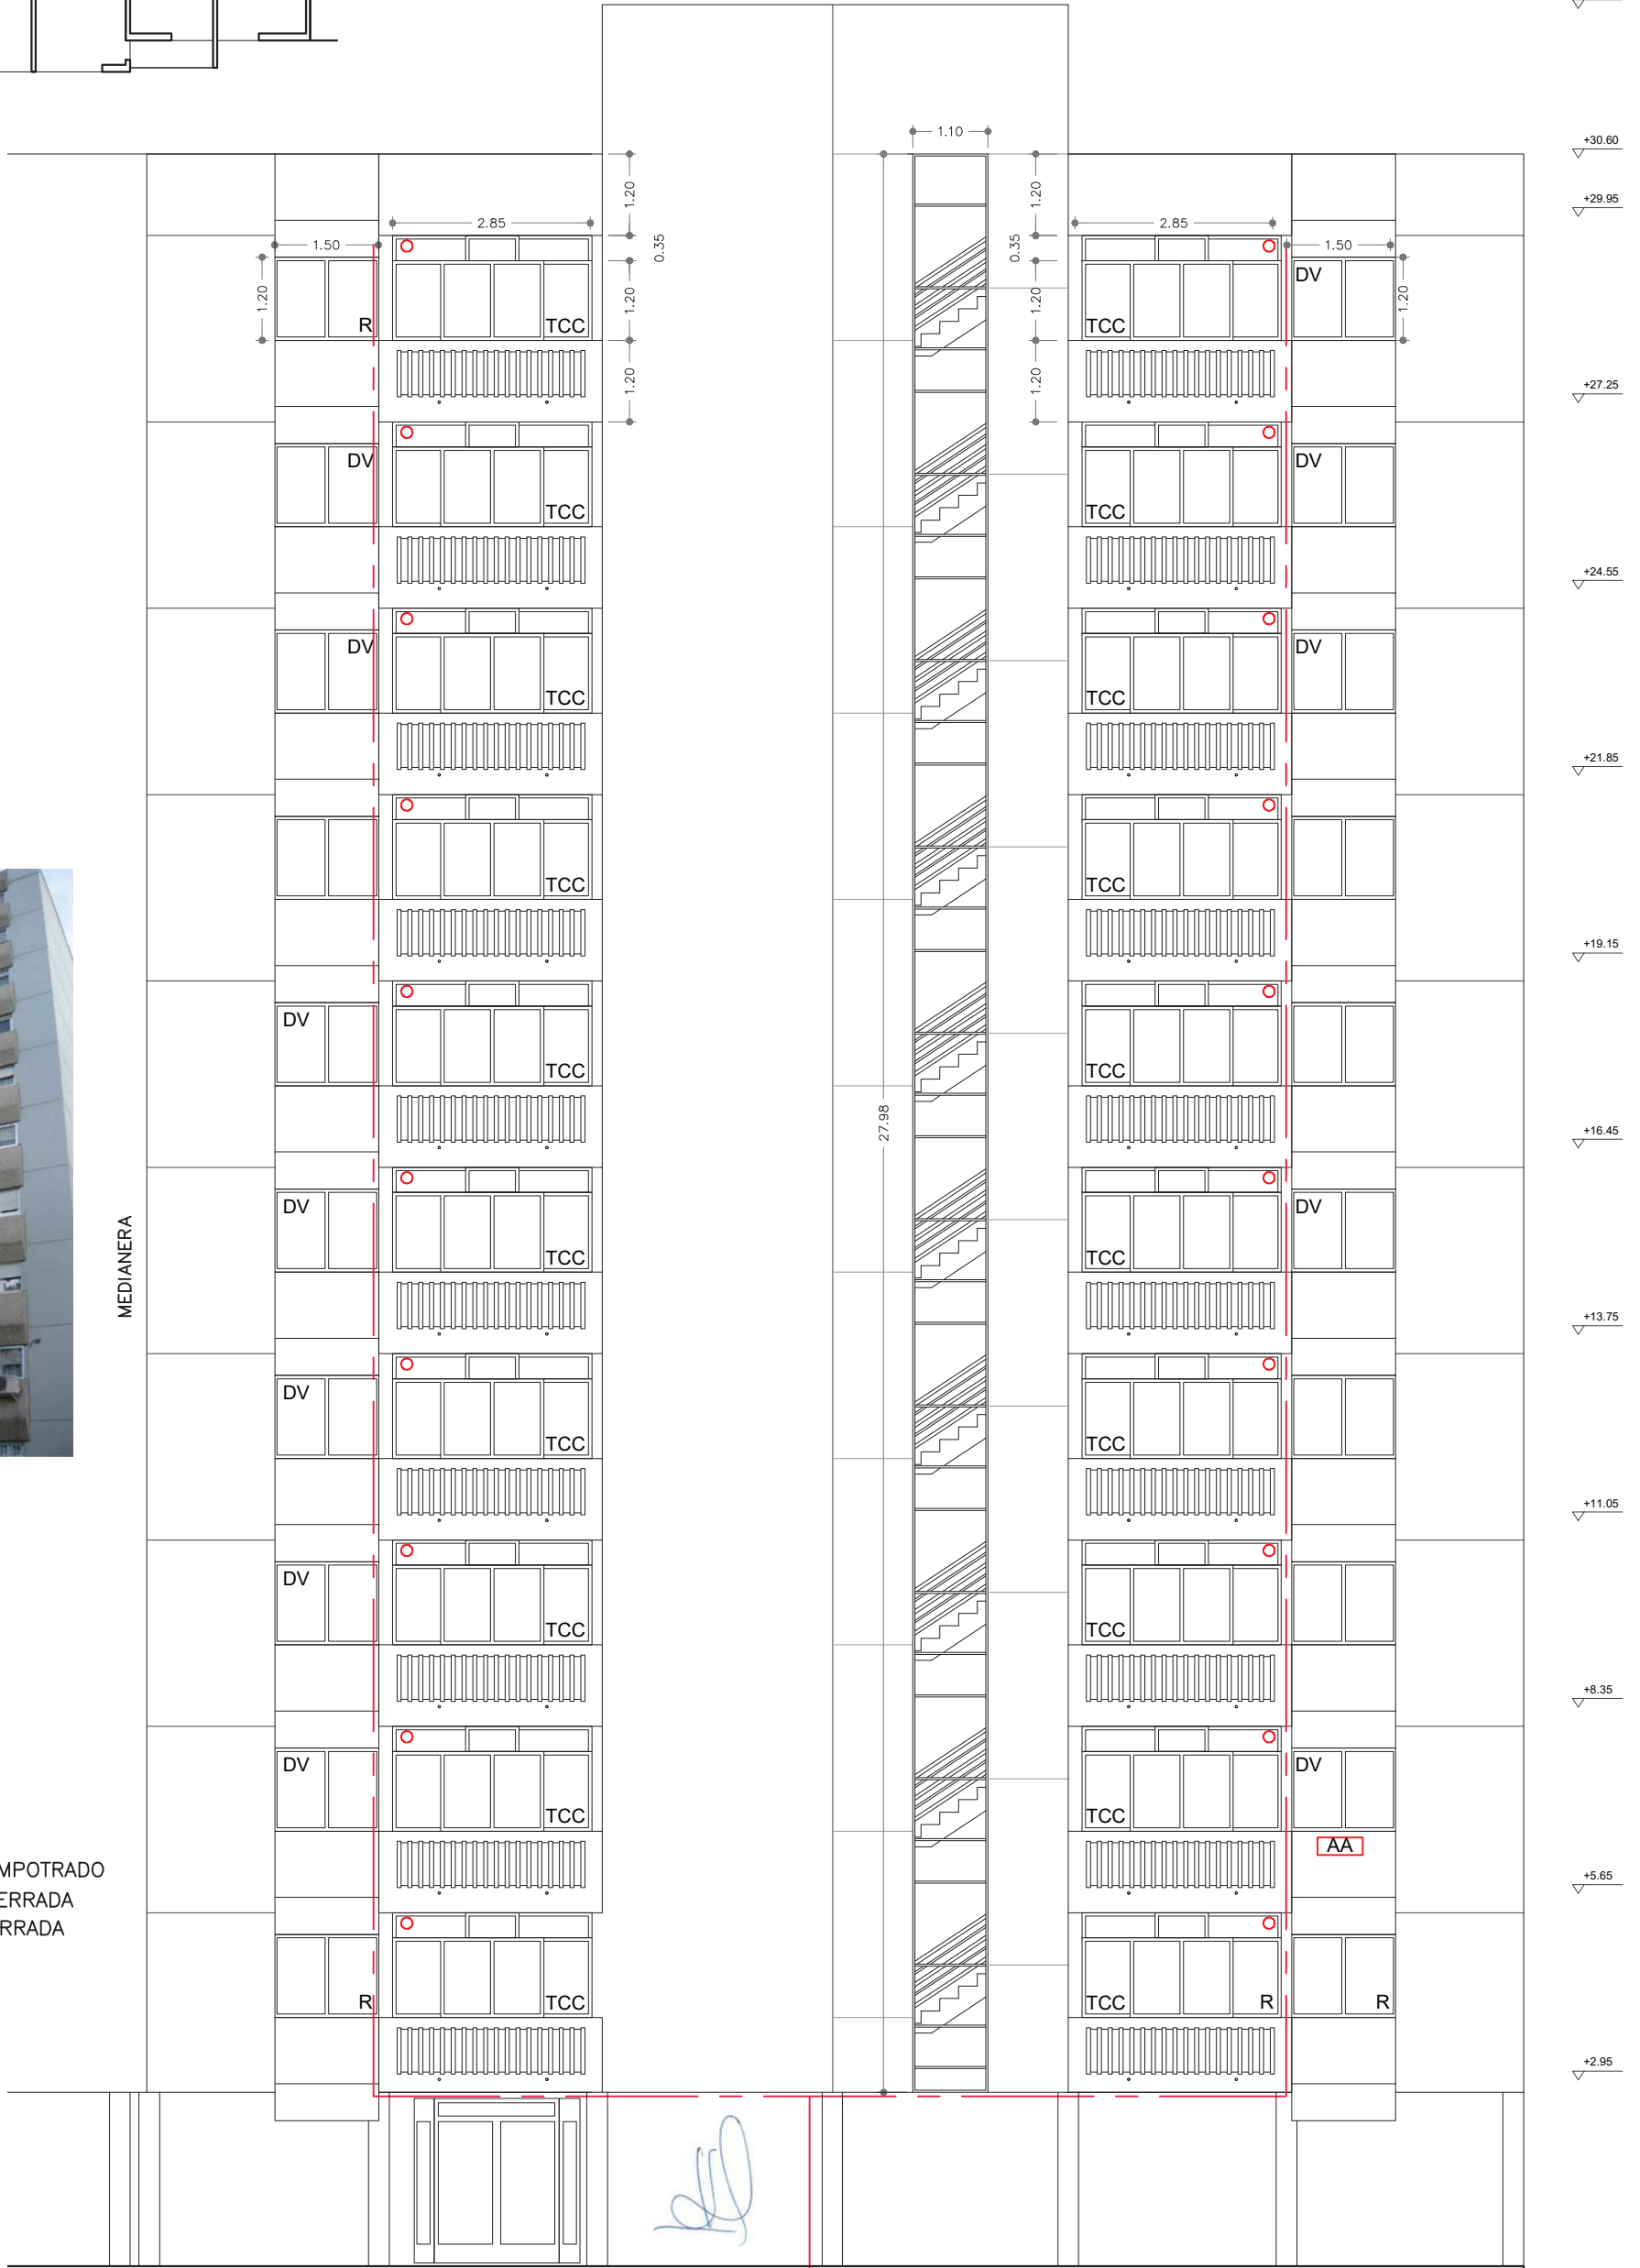 1.10
+30.60
1.20
1.20
+29.95
2.85
2.85
1.50
0.35
0.35
1.50
DV
1.20
1.20
1.20
1.20
R
TCC
TCC
1.20
1.20
+27.25
DV
DV
TCC
TCC
+24.55
DV
DV
TCC
TCC
+21.85
TCC
TCC
+19.15
DV
TCC
TCC
27.98
+16.45
DV
DV
MEDIANERA
TCC
TCC
+13.75
DV
TCC
TCC
+11.05
DV
TCC
TCC
+8.35
DV
DV
TCC
TCC
AA
MPOTRADO
+5.65
ERRADA
RRADA
R
TCC
TCC
R
R
+2.95